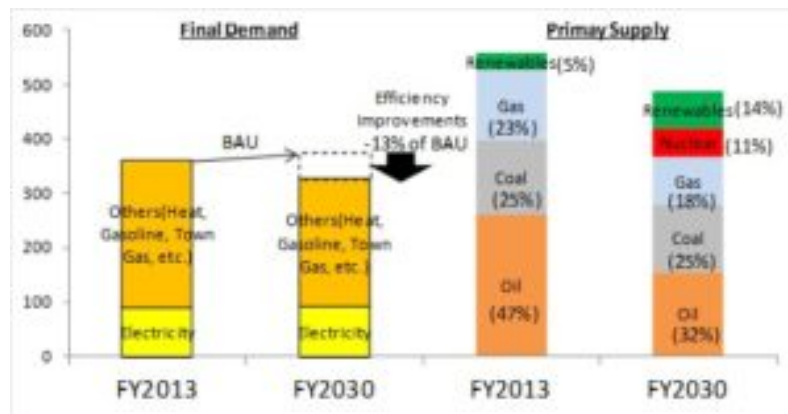 Final Demand
Primay Supply
600
500
400
300
200
100
0
BAU
Efficiency
Improvements
-13% of BAU
Others(Heat,
Gasoline, Town
Gas, etc.)
Electricity
FY2013
Others(Heat,
Gasoline, Town
Gas, etc.)
Electricity
FY2030
Renewables(5%)
Gas
(23%)
Coal
(25%)
Oil
(47%)
FY2013
Renewables(14%)
Nuclear (11%)
Gas
(18%)
Coal
(25%)
Oil
(32%)
FY2030